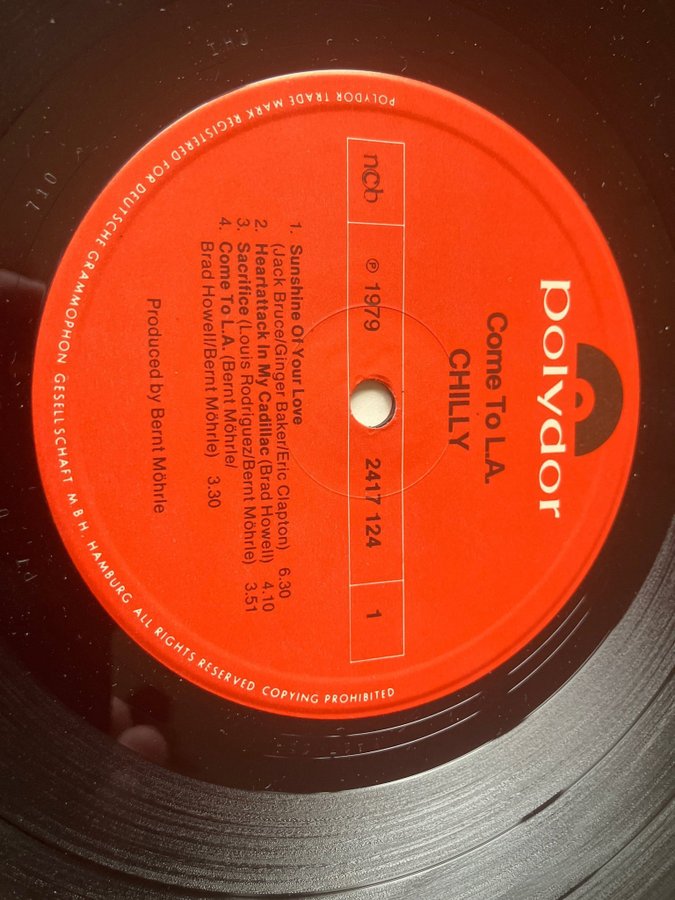 polydor
Come To L.A.
CHILLY
ncb
℗ 1979
2417 124
1
1. Sunshine Of Your Love
(Jack Bruce/Ginger Baker/Eric Clapton) 6.30
2. Heartattack In My Cadillac (Brad Howell) 4.10
3. Sacrifice (Louis Rodriguez/Bernt Möhrle) 3.51
4. Come To L.A. (Bernt Möhrle/
Brad Howell/Bernt Möhrle) 3.30
Produced by Bernt Möhrle
POLYDOR TRADE MARK REGISTERED FOR DEUTSCHE GRAMMOPHON GESELLSCHAFT M B H. HAMBURG ALL RIGHTS RESERVED COPYING PROHIBITED
710